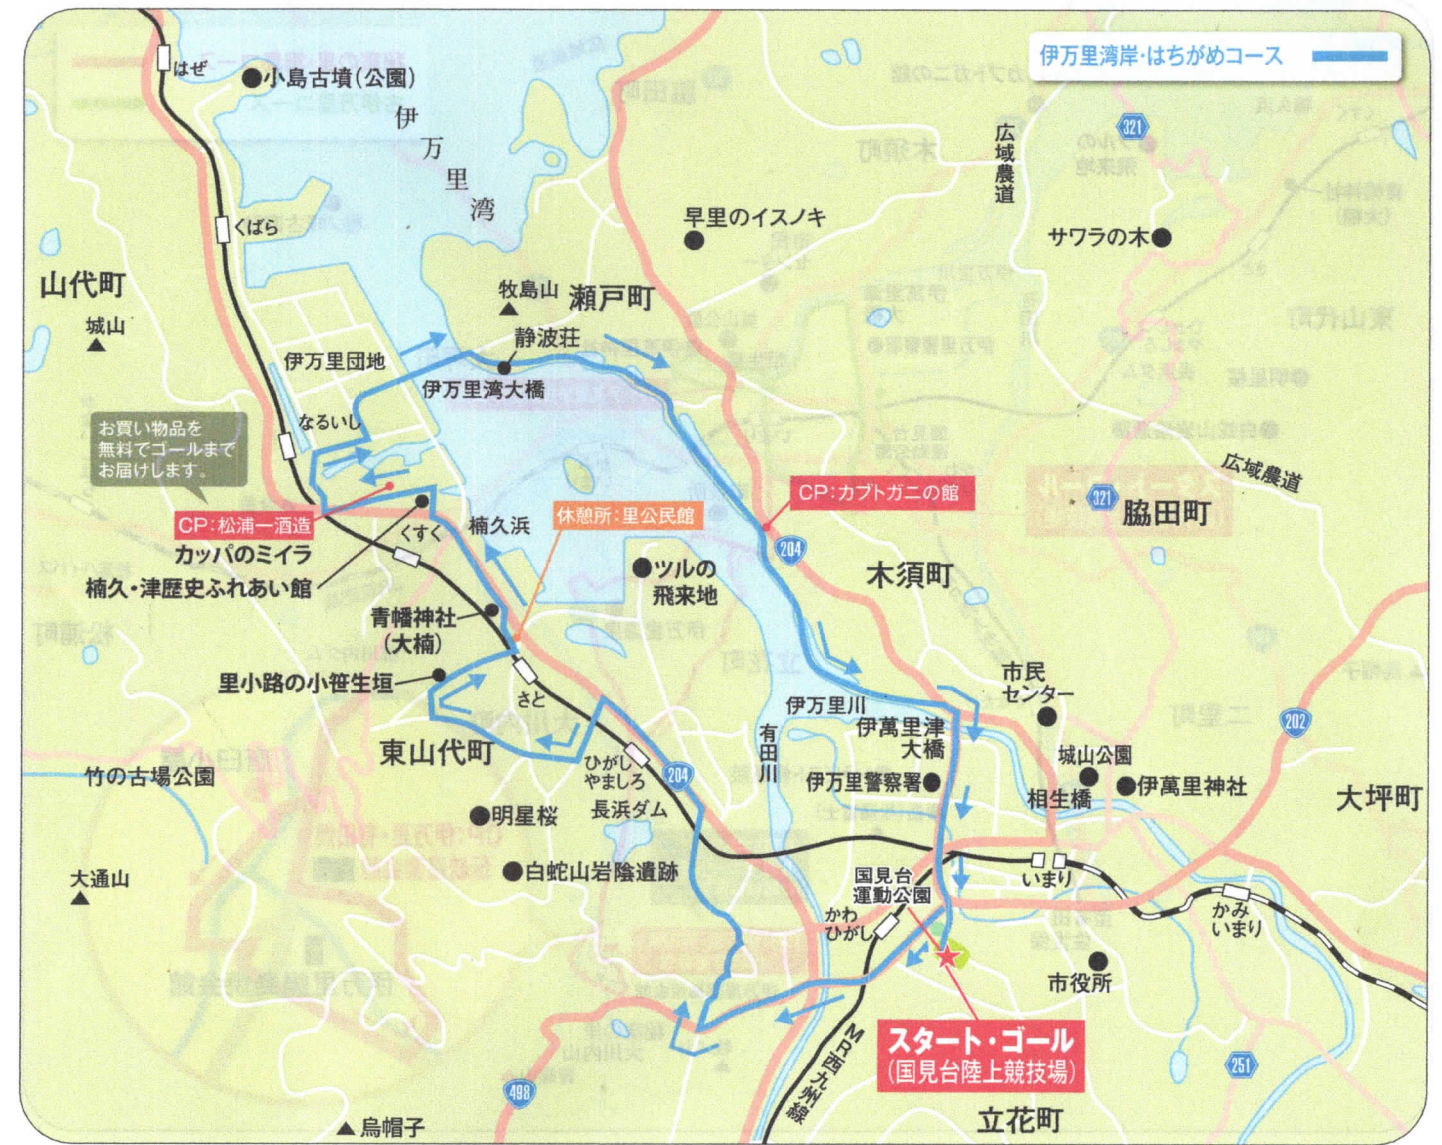 伊万里湾岸・はちがめコース
はぜ
小島古墳(公園)
伊万里湾
広域農道
321
早里のイスノキ
サワラの木
くばら
山代町
城山
牧島山
瀬戸町
静波荘
伊万里団地
伊万里湾大橋
なるいし
お買い物品を
無料でゴールまで
お届けします。
広域農道
321
脇田町
CP:カブトガニの館
CP:松浦一酒造
カッパのミイラ
くすく
楠久浜
休憩所:里公民館
204
楠久・津歴史ふれあい館
ツルの
飛来地
木須町
青幡神社
(大楠)
里小路の小笹生垣
さと
市民
センター
伊万里川
伊萬里津
大橋
有田川
202
東山代町
ひがし
やましろ
204
城山公園
竹の古場公園
伊万里警察署
相生橋
伊萬里神社
大坪町
長浜ダム
明星桜
白蛇山岩陰遺跡
大通山
国見台
運動公園
いまり
かわ
ひがし
かみ
いまり
市役所
スタート・ゴール
(国見台陸上競技場)
MR西九州線
251
498
立花町
烏帽子